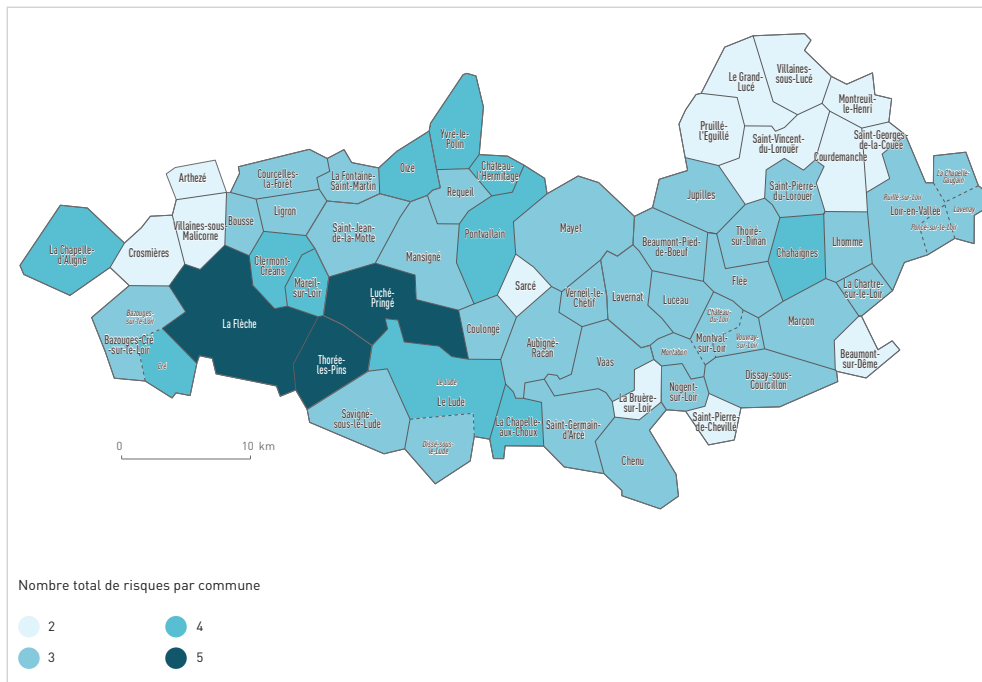 Le Grand-
Lucé
Villaines-
sous-Lucé
Montreuil-
le-Henri
Pruillé-
l'Eguillé
Saint-Vincent-
du-Lorouër
Saint-Georges-
de-la-Couée
Courdemanche
Yvré-le-
Pôlin
Château-
l'Hermitage
Oizé
La Fontaine-
Saint-Martin
Courcelles-
la-Forêt
Arthezé
Requeil
Jupilles
Saint-Pierre-
du-Lorouer
La Chapelle-
Gaugain
Ruillé-sur-Loir
Loir-en-Vallée
Lavenay
Poncé-sur-le-Loir
Ligron
Bousse
Villaines-sous-
Malicorne
Saint-Jean-
de-la-Motte
Pontvallain
Mayet
Thoiré-
sur-Dinan
Beaumont-Pied-
de-Boeuf
Lhomme
Chahaignes
La Chapelle-
d'Aligné
Crosmières
Mansigné
Clermont-
Créans
Mareil-
sur-Loir
Sarcé
Flée
La Chartre-
sur-le-Loir
Luché-
Pringé
Verneil-le-
Chétif
Lavernat
Luceau
Bazouges-
sur-le-Loir
Bazouges-Cré
-sur-le-Loir
Cré
La Flèche
Coulongé
Château-
du-Loir
Montval-
sur-Loir
Vouvray-
sur-Loir
Montabon
Marçon
Aubigné-
Racan
Vaas
Beaumont-
sur-Dême
Thorée-
les-Pins
Le Lude
Le Lude
Nogent-
sur-Loir
Dissay-sous-
Courcillon
La Bruère-
sur-Loir
Savigné-
sous-le-Lude
Dissé-sous-
le-Lude
La Chapelle-
aux-Choux
Saint-Germain-
d'Arcé
Saint-Pierre-
de-Chevillé
Chenu
0 10 km
Nombre total de risques par commune
2
4
3
5